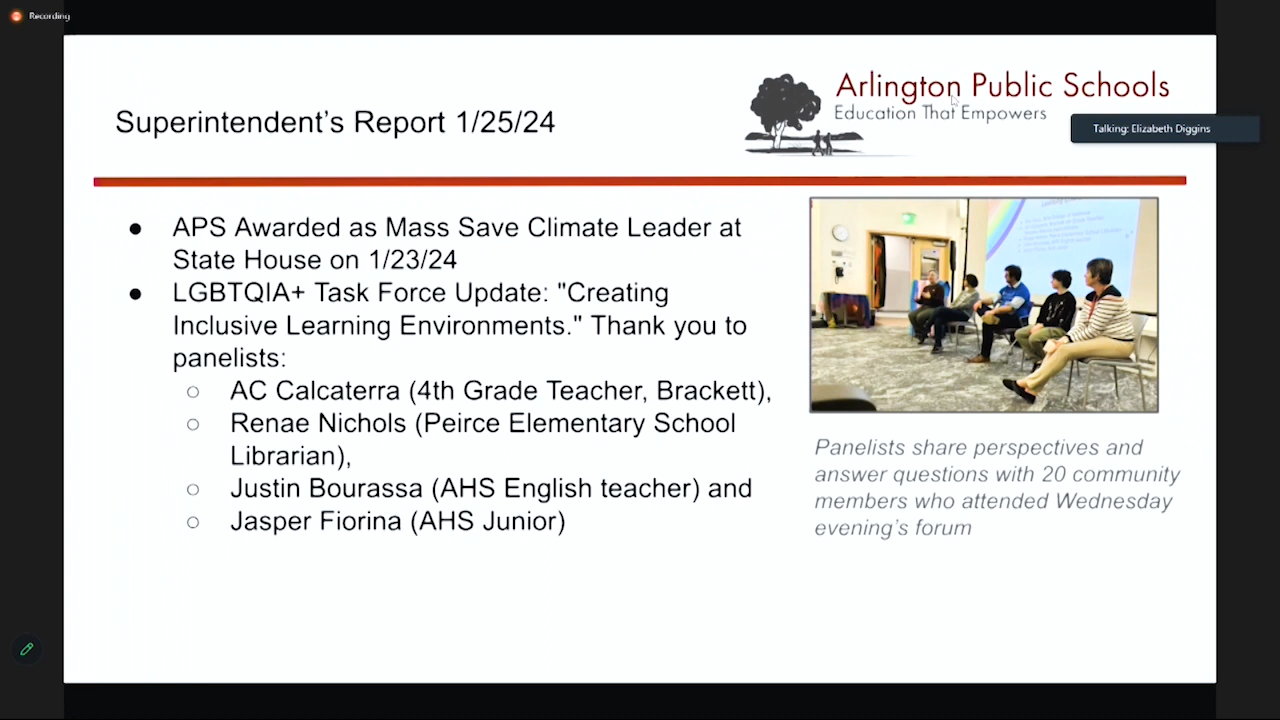 Recording
Arlington Public Schools
Education That Empowers
Superintendent's Report 1/25/24
Talking: Elizabeth Diggins
● APS Awarded as Mass Save Climate Leader at
State House on 1/23/24
● LGBTQIA+ Task Force Update: "Creating
Inclusive Learning Environments." Thank you to
panelists:
○ AC Calcaterra (4th Grade Teacher, Brackett),
○ Renae Nichols (Peirce Elementary School
Librarian),
○ Justin Bourassa (AHS English teacher) and
○ Jasper Fiorina (AHS Junior)
Panelists share perspectives and
answer questions with 20 community
members who attended Wednesday
evening's forum